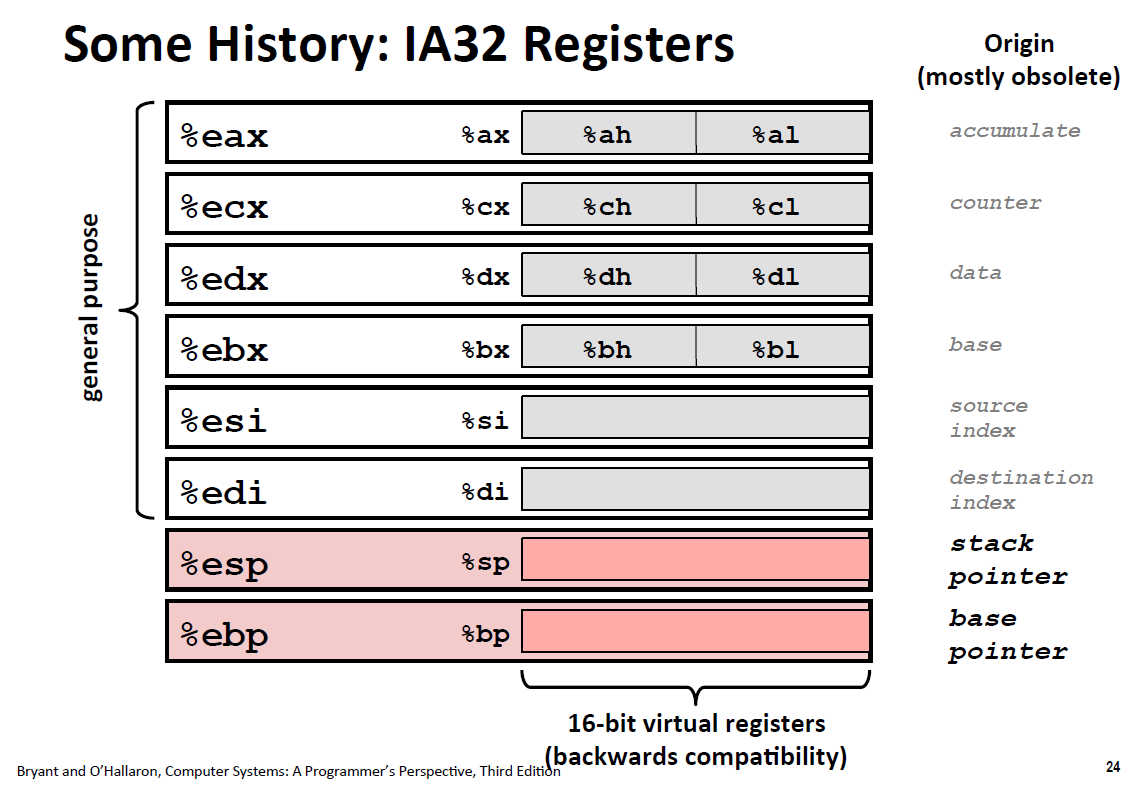 Some History: IA32 Registers
Origin
(mostly obsolete)
general purpose
%eax %ax %ah %al accumulate
%ecx %cx %ch %cl counter
%edx %dx %dh %dl data
%ebx %bx %bh %bl base
%esi %si source
index
%edi %di destination
index
%esp %sp stack
pointer
%ebp %bp base
pointer
16-bit virtual registers
(backwards compatibility)
Bryant and O’Hallaron, Computer Systems: A Programmer’s Perspective, Third Edition
24